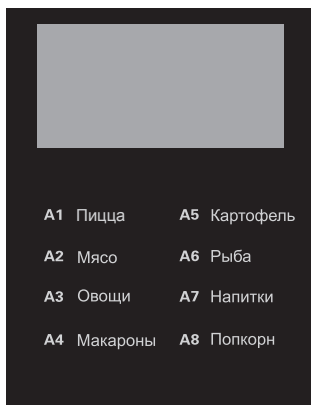 A1 Пицца
A2 Мясо
A3 Овощи
A4 Макароны
A5 Картофель
A6 Рыба
A7 Напитки
A8 Попкорн